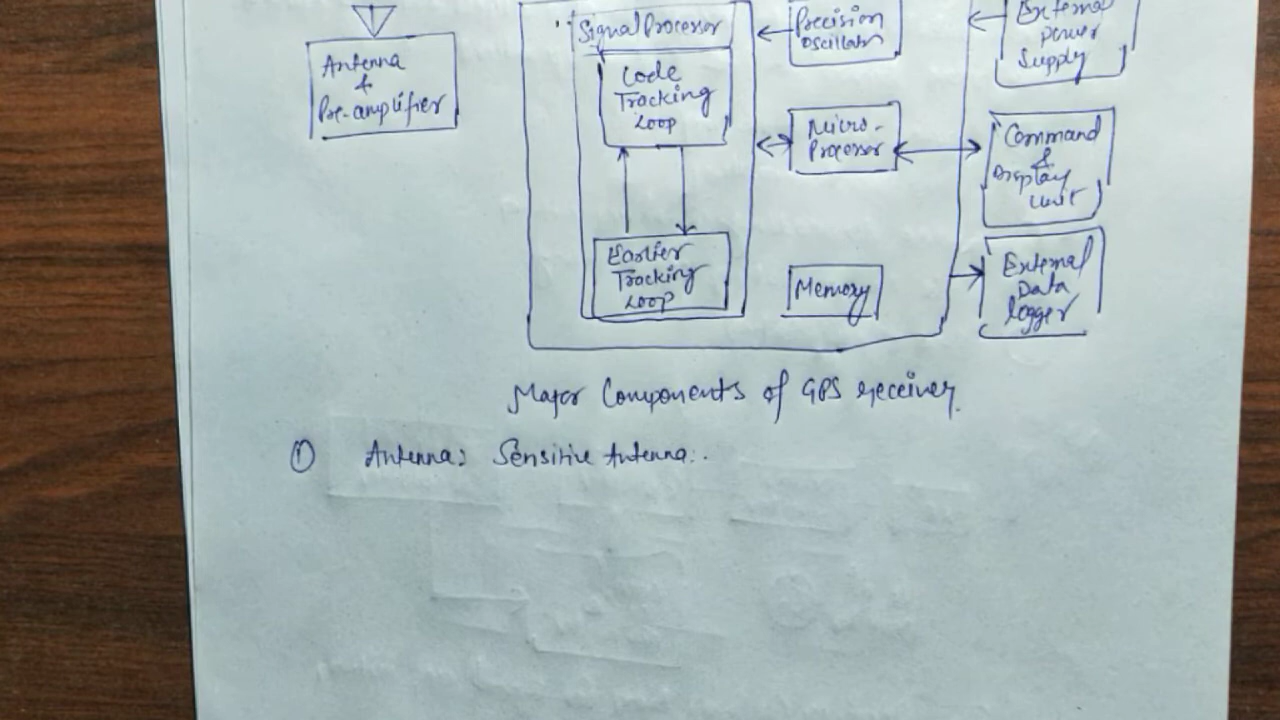 Antenna
&
Pre-amplifier
Signal Processor
Code
Tracking
Loop
Earlier
Tracking
Loop
Precision
Oscillator
Micro-
Processor
Memory
External
power
Supply
Command
&
Display
Unit
External
Data
logger
Major Components of GPS receiver.
① Antenna: Sensitive Antenna:.